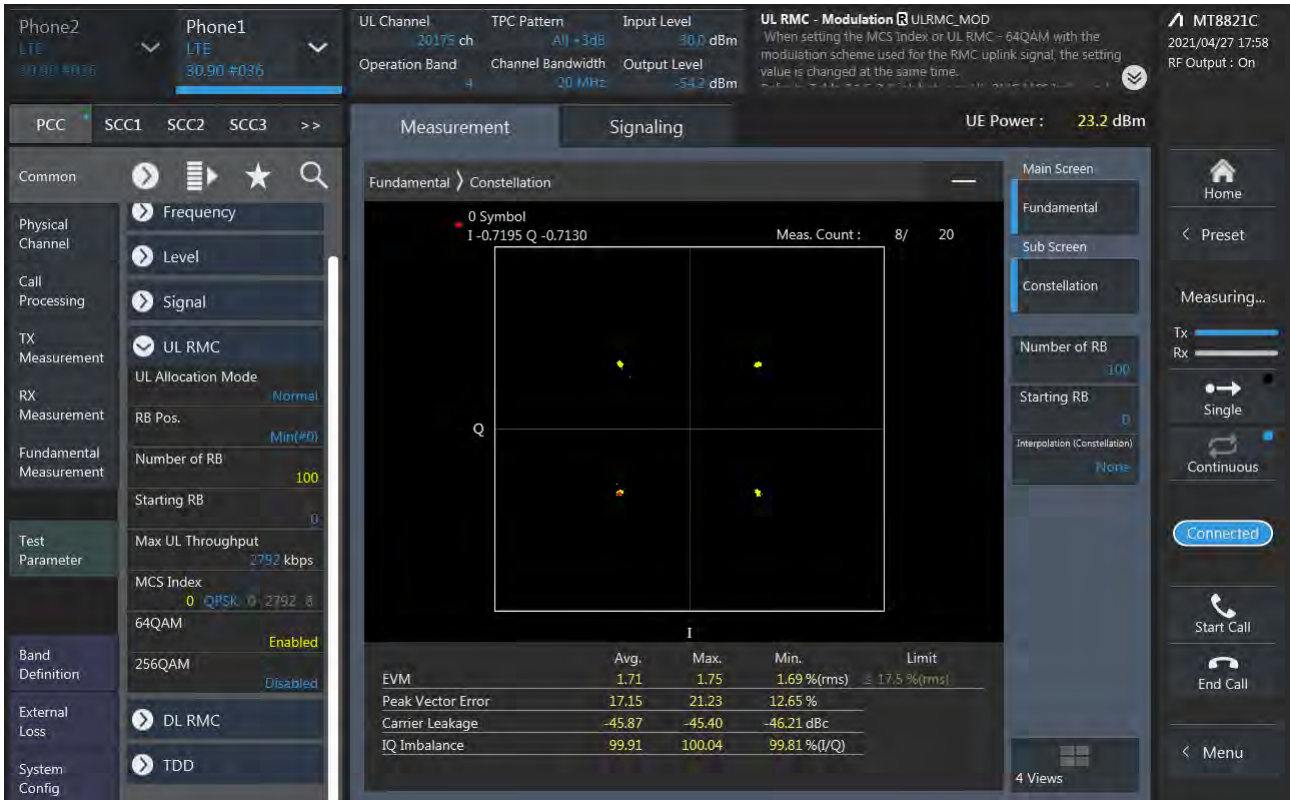 Phone2
LTE
30.90 #036
Phone1
LTE
30.90 #036
UL Channel
20175 ch
TPC Pattern
All +3dB
Input Level
30.0 dBm
Operation Band
4
Channel Bandwidth
20 MHz
Output Level
-54.2 dBm
UL RMC - Modulation R ULRMC_MOD
When setting the MCS Index or UL RMC - 64QAM with the
modulation scheme used for the RMC uplink signal, the setting
value is changed at the same time.
MT8821C
2021/04/27 17:58
RF Output : On
PCC SCC1 SCC2 SCC3 >>
Measurement
Signaling
UE Power : 23.2 dBm
Common
Physical
Channel
Call
Processing
TX
Measurement
RX
Measurement
Fundamental
Measurement
Test
Parameter
Band
Definition
External
Loss
System
Config
Frequency
Level
Signal
UL RMC
UL Allocation Mode
Normal
RB Pos.
Min(#0)
Number of RB
100
Starting RB
0
Max UL Throughput
2792 kbps
MCS Index
0 QPSK 0 2792 8
64QAM
Enabled
256QAM
Disabled
DL RMC
TDD
Fundamental 〉 Constellation
0 Symbol
I -0.7195 Q -0.7130
Meas. Count : 8/ 20
Q
I
Avg. Max. Min. Limit
EVM 1.71 1.75 1.69 %(rms) ≤ 17.5 %(rms)
Peak Vector Error 17.15 21.23 12.65 %
Carrier Leakage -45.87 -45.40 -46.21 dBc
IQ Imbalance 99.91 100.04 99.81 %(I/Q)
Main Screen
Fundamental
Sub Screen
Constellation
Number of RB
100
Starting RB
0
Interpolation (Constellation)
None
4 Views
Home
< Preset
Measuring...
Tx
Rx
Single
Continuous
Connected
Start Call
End Call
< Menu